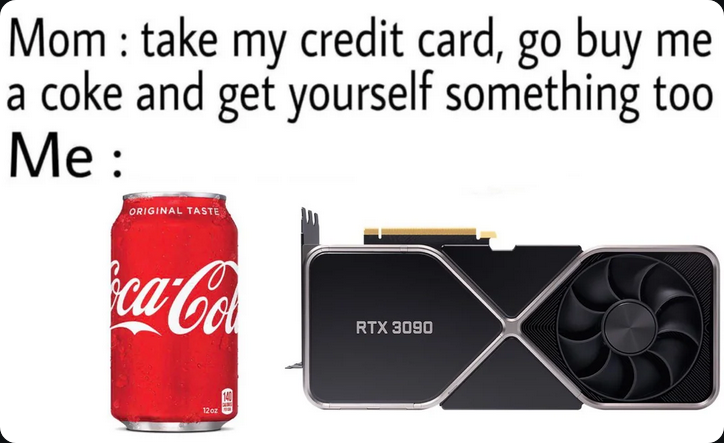 Mom : take my credit card, go buy me
a coke and get yourself something too
Me :
ORIGINAL TASTE
Coca-Cola
RTX 3090
140
12oz